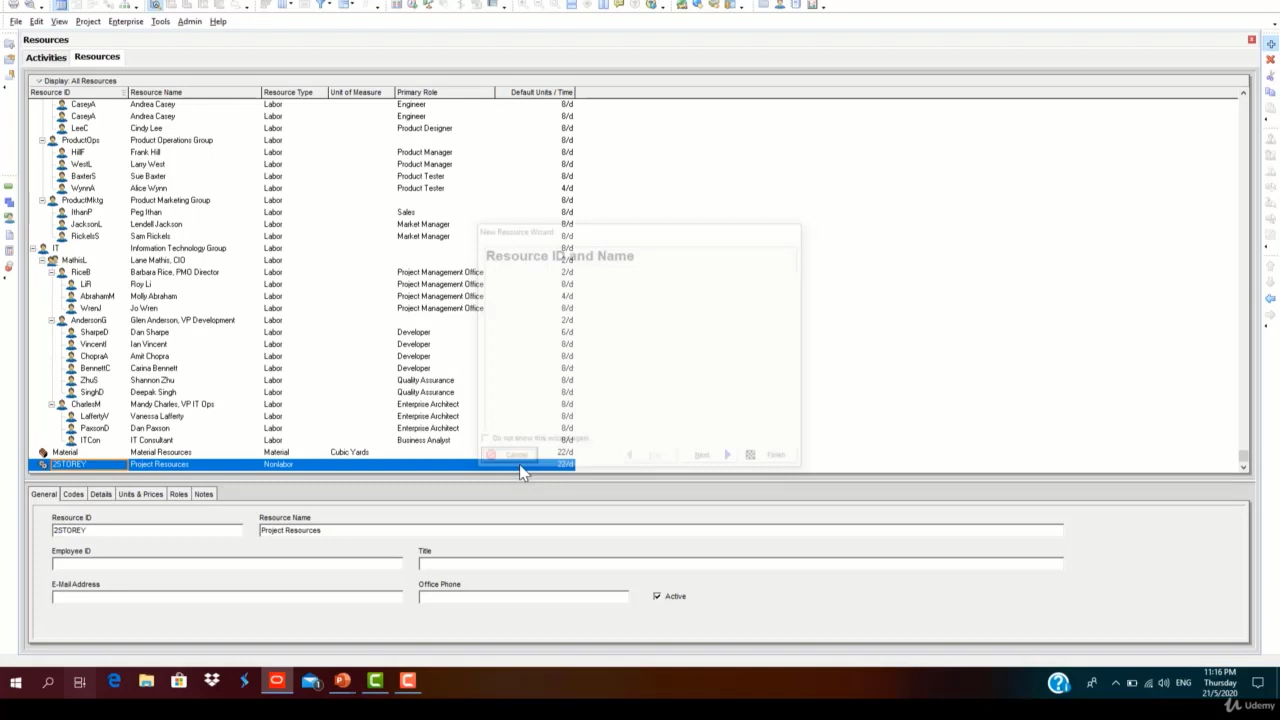 File Edit View Project Enterprise Tools Admin Help
Resources
Activities Resources
Display: All Resources
Resource ID Resource Name Resource Type Unit of Measure Primary Role Default Units / Time
CaseyA Andrea Casey Labor Engineer 8/d
CaseyA Andrea Casey Labor Engineer 8/d
LeeC Cindy Lee Labor Product Designer 8/d
ProductOps Product Operations Group Labor 8/d
HillF Frank Hill Labor Product Manager 8/d
WestL Larry West Labor Product Manager 8/d
BaxterS Sue Baxter Labor Product Tester 8/d
WynnA Alice Wynn Labor Product Tester 4/d
ProductMktg Product Marketing Group Labor 8/d
IthanP Peg Ithan Labor Sales 8/d
JacksonL Lendell Jackson Labor Market Manager 8/d
RickelsS Sam Rickels Labor Market Manager 8/d
New Resource Wizard
IT Information Technology Group Labor 8/d
Resource ID and Name
MathisL Lane Mathis, CIO Labor 2/d
RiceB Barbara Rice, PMO Director Labor Project Management Office 2/d
LiR Roy Li Labor Project Management Office 8/d
AbrahamM Molly Abraham Labor Project Management Office 4/d
WrenJ Jo Wren Labor Project Management Office 8/d
AndersonG Glen Anderson, VP Development Labor 2/d
SharpeD Dan Sharpe Labor Developer 6/d
VincentI Ian Vincent Labor Developer 8/d
ChopraA Amit Chopra Labor Developer 8/d
BennettC Carina Bennett Labor Developer 8/d
ZhuS Shannon Zhu Labor Quality Assurance 8/d
SinghD Deepak Singh Labor Quality Assurance 8/d
CharlesM Mandy Charles, VP IT Ops Labor Enterprise Architect 8/d
LaffertyV Vanessa Lafferty Labor Enterprise Architect 8/d
PaxsonD Dan Paxson Labor Enterprise Architect 8/d
ITCon IT Consultant Labor Business Analyst 8/d
Do not show this wizard again
Material Material Resources Material Cubic Yards 22/d
Cancel Next Finish
2STOREY Project Resources Nonlabor 22/d
General Codes Details Units & Prices Roles Notes
Resource ID Resource Name
2STOREY Project Resources
Employee ID Title
E-Mail Address Office Phone
Active
11:16 PM
ENG Thursday
21/5/2020
Udemy